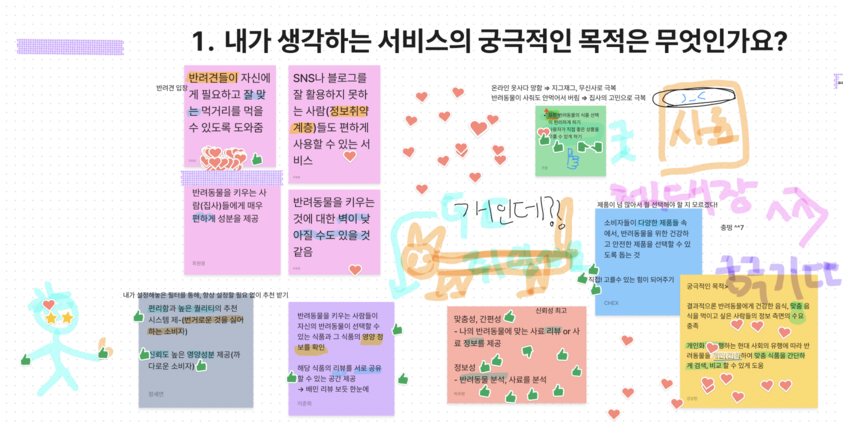 1. 내가 생각하는 서비스의 궁극적인 목적은 무엇인가요?
반려견 입장
반려견들이 자신에
게 필요하고 잘 맞
는 먹거리를 먹을
수 있도록 도와줌
SNS나 블로그를
잘 활용하지 못하
는 사람(정보취약
계층)들도 편하게
사용할 수 있는 서
비스
온라인 옷사다 망함 ⇒ 지그재그, 무신사로 극복
반려동물이 사줘도 안먹어서 버림 ⇒ 집사의 고민으로 극복
사료
반려동물을 키우는 사
람(집사)들에게 매우
편하게 성분을 제공
반려동물을 키우는
것에 대한 벽이 낮
아질 수도 있을 것
같음
개인데링
제품이 넘 많아서 뭘 선택해야 할 지 모르겠다!
소비자들이 다양한 제품들 속
에서, 반려동물을 위한 건강하
고 안전한 제품을 선택할 수 있
도록 돕는 것
CHEX
충명 ^^7
직접! 고를수 있는 힘이 되어주기
내가 설정해놓은 필터를 통해, 항상 설정할 필요 없이 추천 받기
편리함과 높은 퀄리티의 추천
시스템 제-(번거로운 것을 싫어
하는 소비자)
신뢰도 높은 영양성분 제공(까
다로운 소비자)
반려동물을 키우는 사람들이
자신의 반려동물이 선택할 수
있는 식품과 그 식품의 영양 정
보를 확인
해당 식품의 리뷰를 서로 공유
할 수 있는 공간 제공
→ 배민 리뷰 보듯 한눈에
신뢰성 최고
맞춤성, 간편성
- 나의 반려동물에 맞는 사료 리뷰 or 사
료 정보를 제공
정보성
- 반려동물 분석, 사료를 분석
궁극적인 목적>
결과적으론 반려동물에게 건강한 음식, 맞춤 음
식을 먹이고 싶은 사람들의 정보 측면의 수요
충족
하는 현대 사회의 유행에 따라 반
려동물을
하여 맞춤 식품을 간단하
게 검색, 비교 할 수 있게 도움